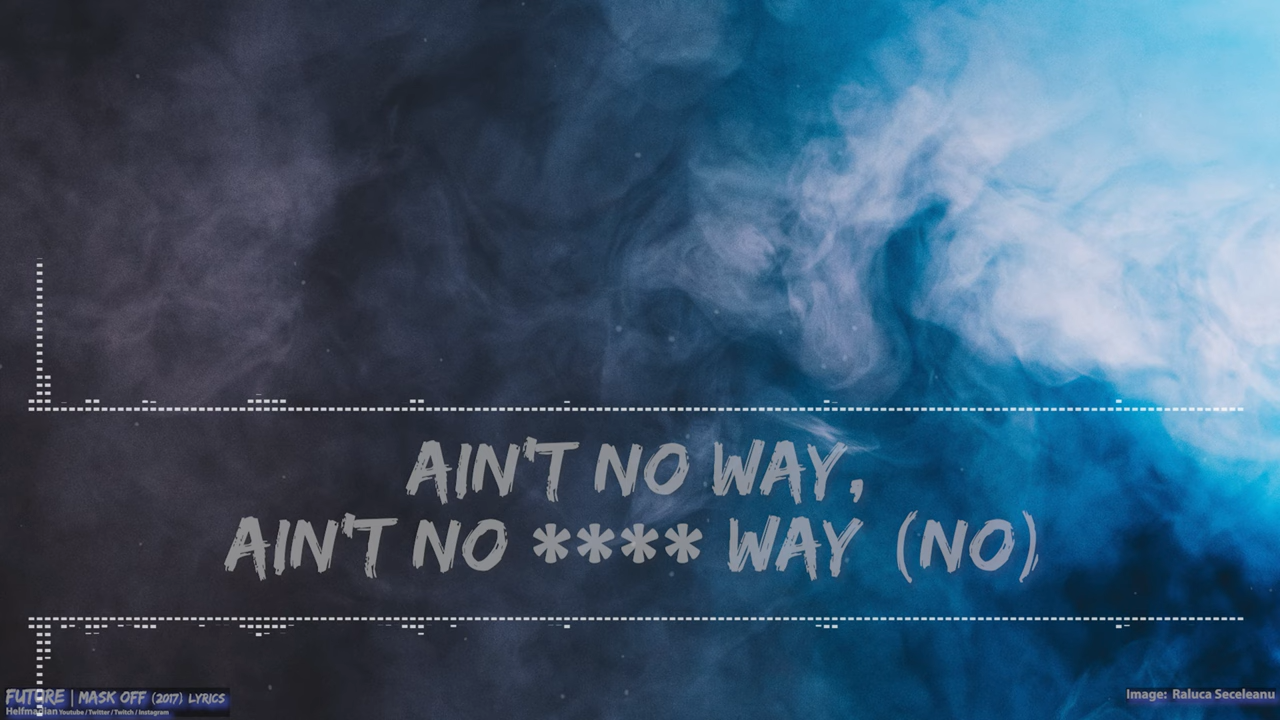 AIN'T NO WAY,
AIN'T NO **** WAY (NO)
FUTURE | MASK OFF (2017) LYRICS
Helfmanian Youtube / Twitter / Twitch / Instagram
Image: Raluca Seceleanu